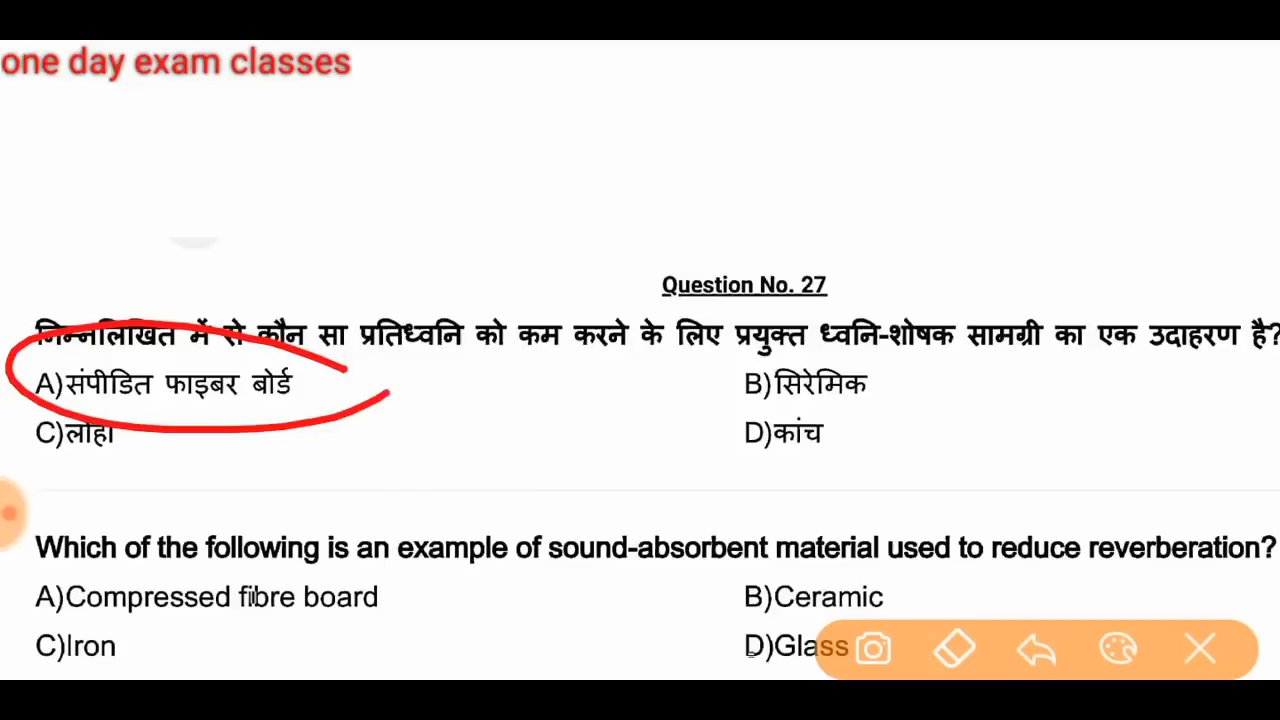 one day exam classes
Question No. 27
निम्नलिखित में से कौन सा प्रतिध्वनि को कम करने के लिए प्रयुक्त ध्वनि-शोषक सामग्री का एक उदाहरण है?
A)संपीडित फाइबर बोर्ड
B)सिरेमिक
C)लोहा
D)कांच
Which of the following is an example of sound-absorbent material used to reduce reverberation?
A)Compressed fibre board
B)Ceramic
C)Iron
D)Glass